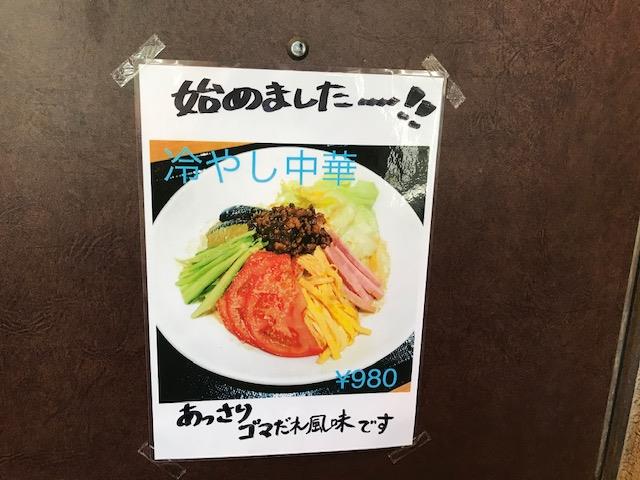 始めましたー!!
冷やし中華
¥980
あっさり
ゴマだれ風味です